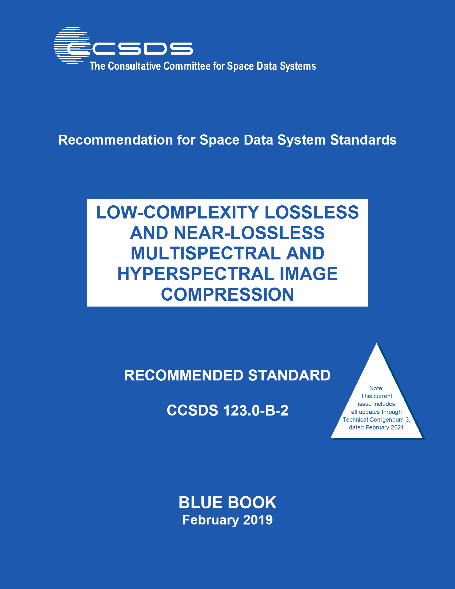 CCSDS
The Consultative Committee for Space Data Systems
Recommendation for Space Data System Standards
LOW-COMPLEXITY LOSSLESS
AND NEAR-LOSSLESS
MULTISPECTRAL AND
HYPERSPECTRAL IMAGE
COMPRESSION
RECOMMENDED STANDARD
CCSDS 123.0-B-2
Note:
This current
issue includes
all updates through
Technical Corrigendum 3,
dated February 2021
BLUE BOOK
February 2019